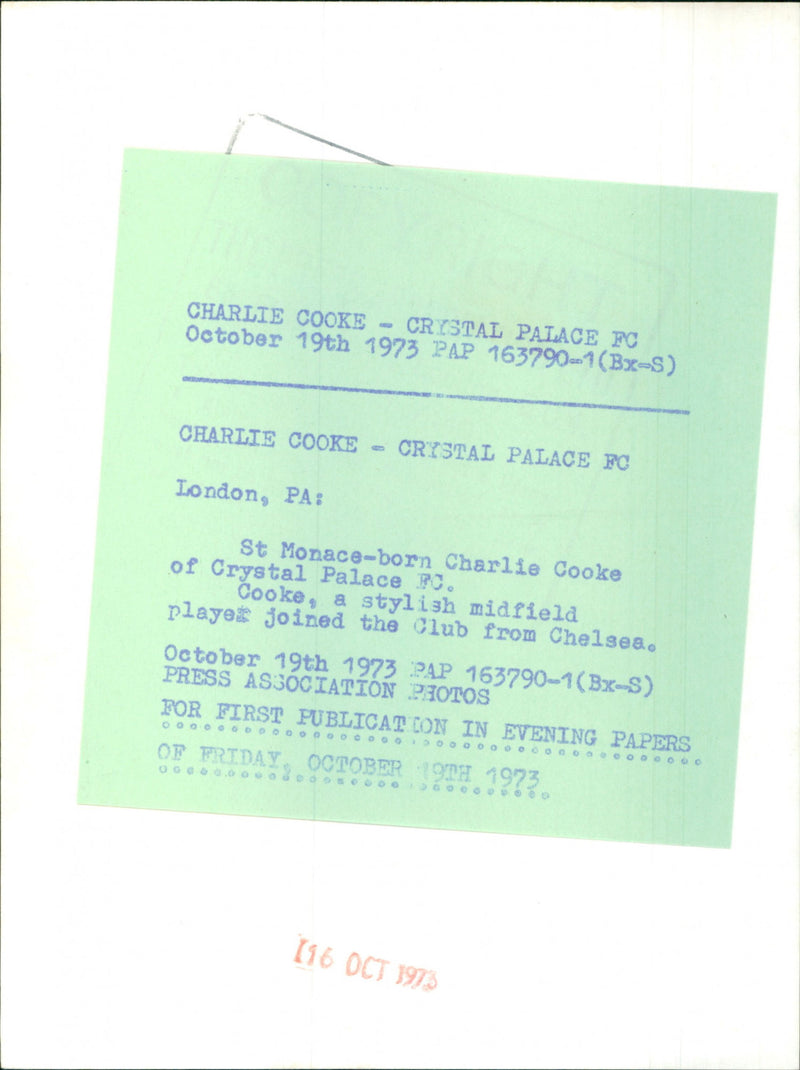 CHARLIE COOKE - CRYSTAL PALACE FC
October 19th 1973 PAP 163790-1(Bx-S)
CHARLIE COOKE - CRYSTAL PALACE FC
London, PA:
St Monace-born Charlie Cooke
of Crystal Palace FC.
Cooke, a stylish midfield
player joined the Club from Chelsea.
October 19th 1973 PAP 163790-1(Bx-S)
PRESS ASSOCIATION PHOTOS
FOR FIRST PUBLICATION IN EVENING PAPERS
OF FRIDAY, OCTOBER 19TH 1973.
16 OCT 1973